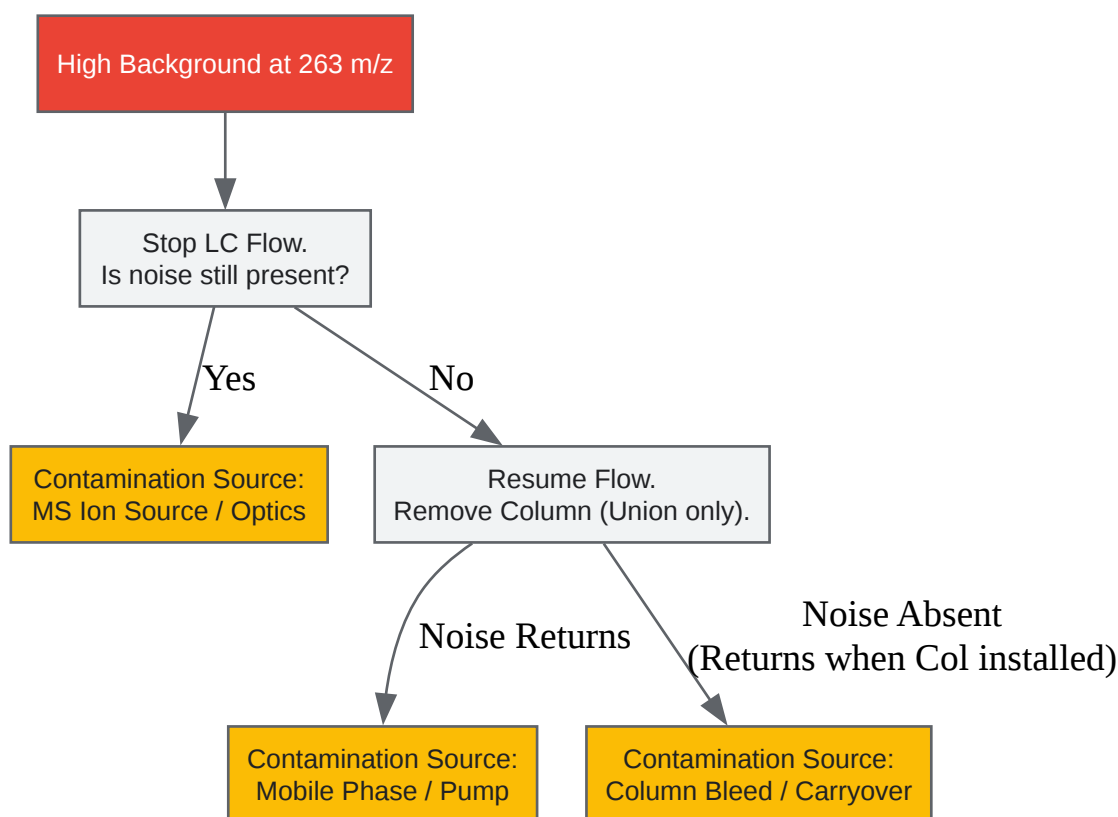 High Background at 263 m/z
Stop LC Flow.
Is noise still present?
Yes
No
Contamination Source:
MS Ion Source / Optics
Resume Flow.
Remove Column (Union only).
Noise Returns
Noise Absent
(Returns when Col installed)
Contamination Source:
Mobile Phase / Pump
Contamination Source:
Column Bleed / Carryover